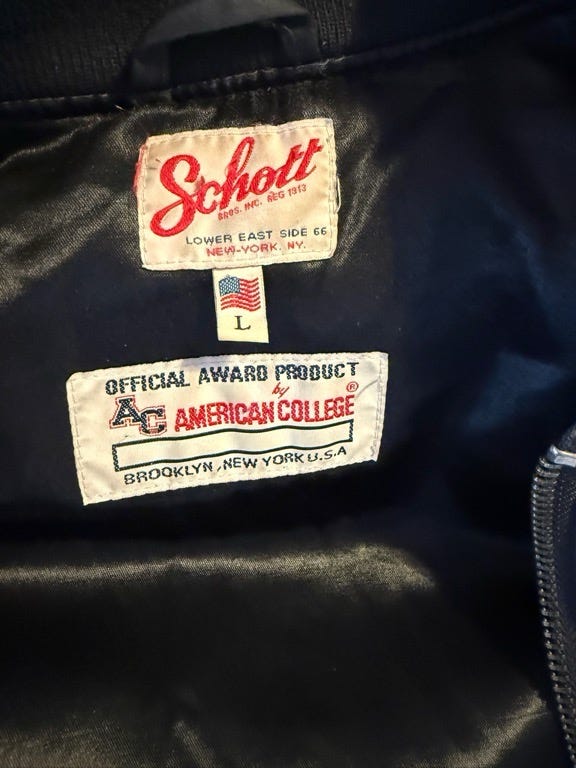 Schott
BROS. INC. REG 1913
LOWER EAST SIDE 66
NEW-YORK. NY.
L
OFFICIAL AWARD PRODUCT
by
AC AMERICAN COLLEGE ®
BROOKLYN, NEW YORK U.S.A